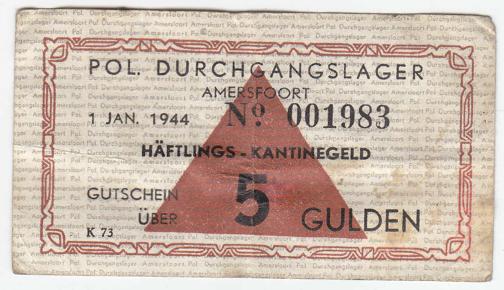 POL. DURCHGANGSLAGER
AMERSFOORT
1 JAN. 1944 No. 001983
HÄFTLINGS - KANTINEGELD
GUTSCHEIN
ÜBER 5 GULDEN
K 73